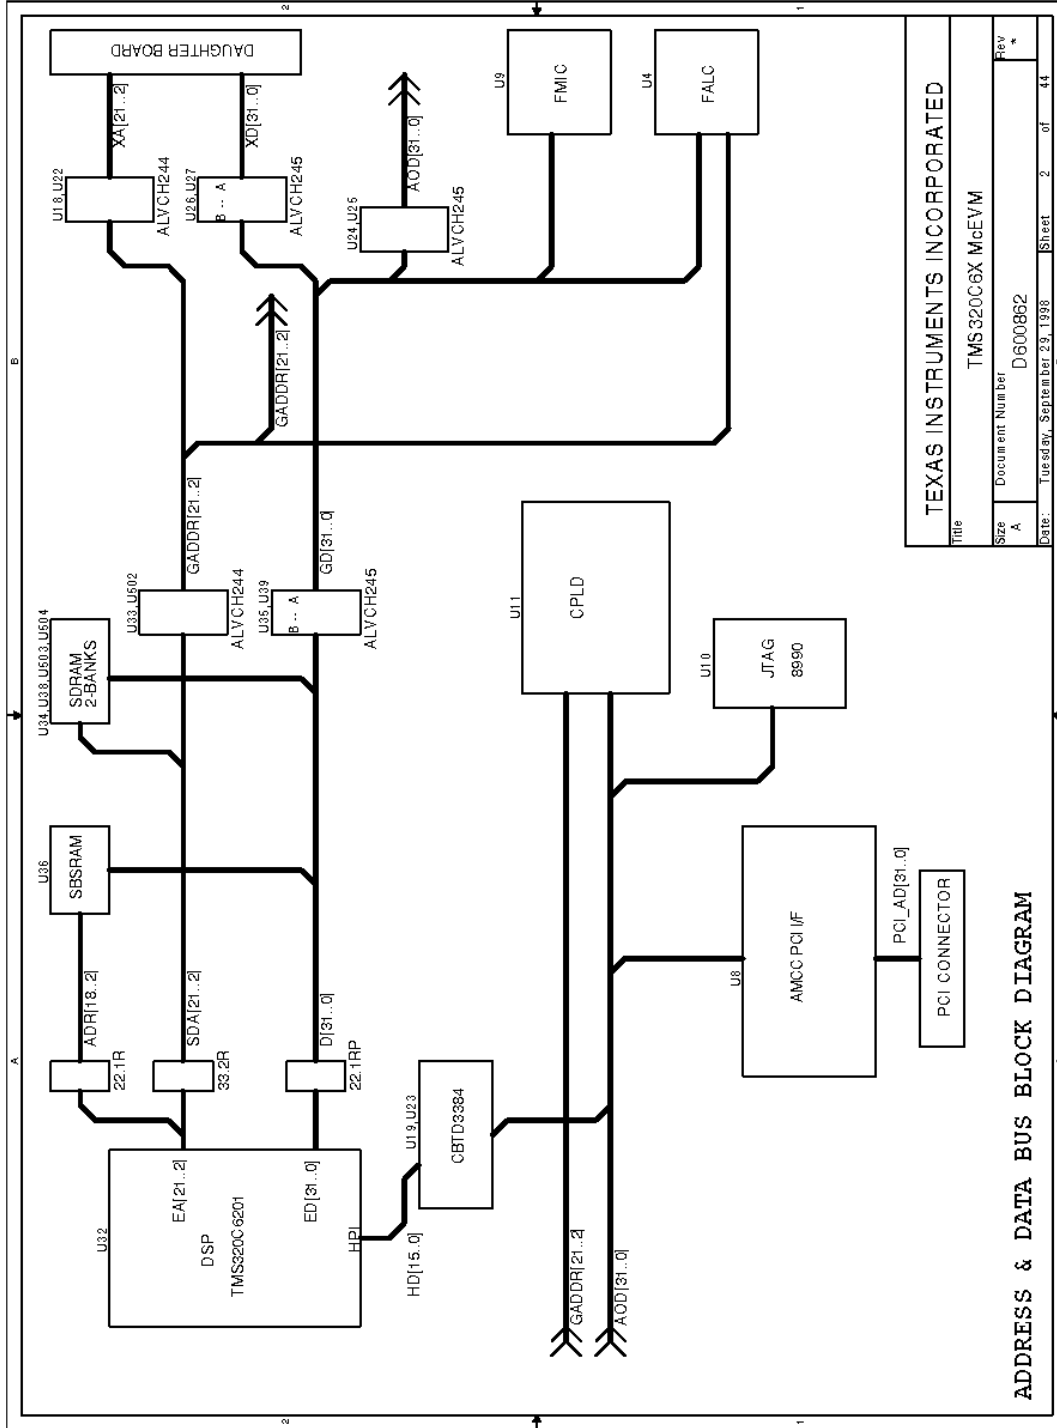 DAUGHTER BOARD
XA[21..2]
XD[31..0]
U18,U22
ALVCH244
U26,U27
B -- A
ALVCH245
AOD[31..0]
U24,U25
ALVCH245
U9
FMIC
U4
FALC
GADDR[21..2]
GADDR[21..2]
GD[31..0]
U33,U502
ALVCH244
U35,U39
B -- A
ALVCH245
U34,U38,U503,U504
SDRAM
2-BANKS
U36
SBSRAM
ADR[18..2]
SDA[21..2]
D[31..0]
22.1R
33.2R
22.1RP
U32
EA[21..2]
DSP
TMS320C6201
ED[31..0]
HPI
HD[15..0]
U19,U23
CBTD3384
U11
CPLD
U10
JTAG
8990
U8
AMCC PCI I/F
PCI_AD[31..0]
PCI CONNECTOR
GADDR[21..2]
AOD[31..0]
ADDRESS & DATA BUS BLOCK DIAGRAM
TEXAS INSTRUMENTS INCORPORATED
Title
TMS320C6X McEVM
Size
A
Document Number
D600862
Rev
*
Date:
Tuesday, September 29, 1998
Sheet 2 of 44
A
B
2
1
2
1